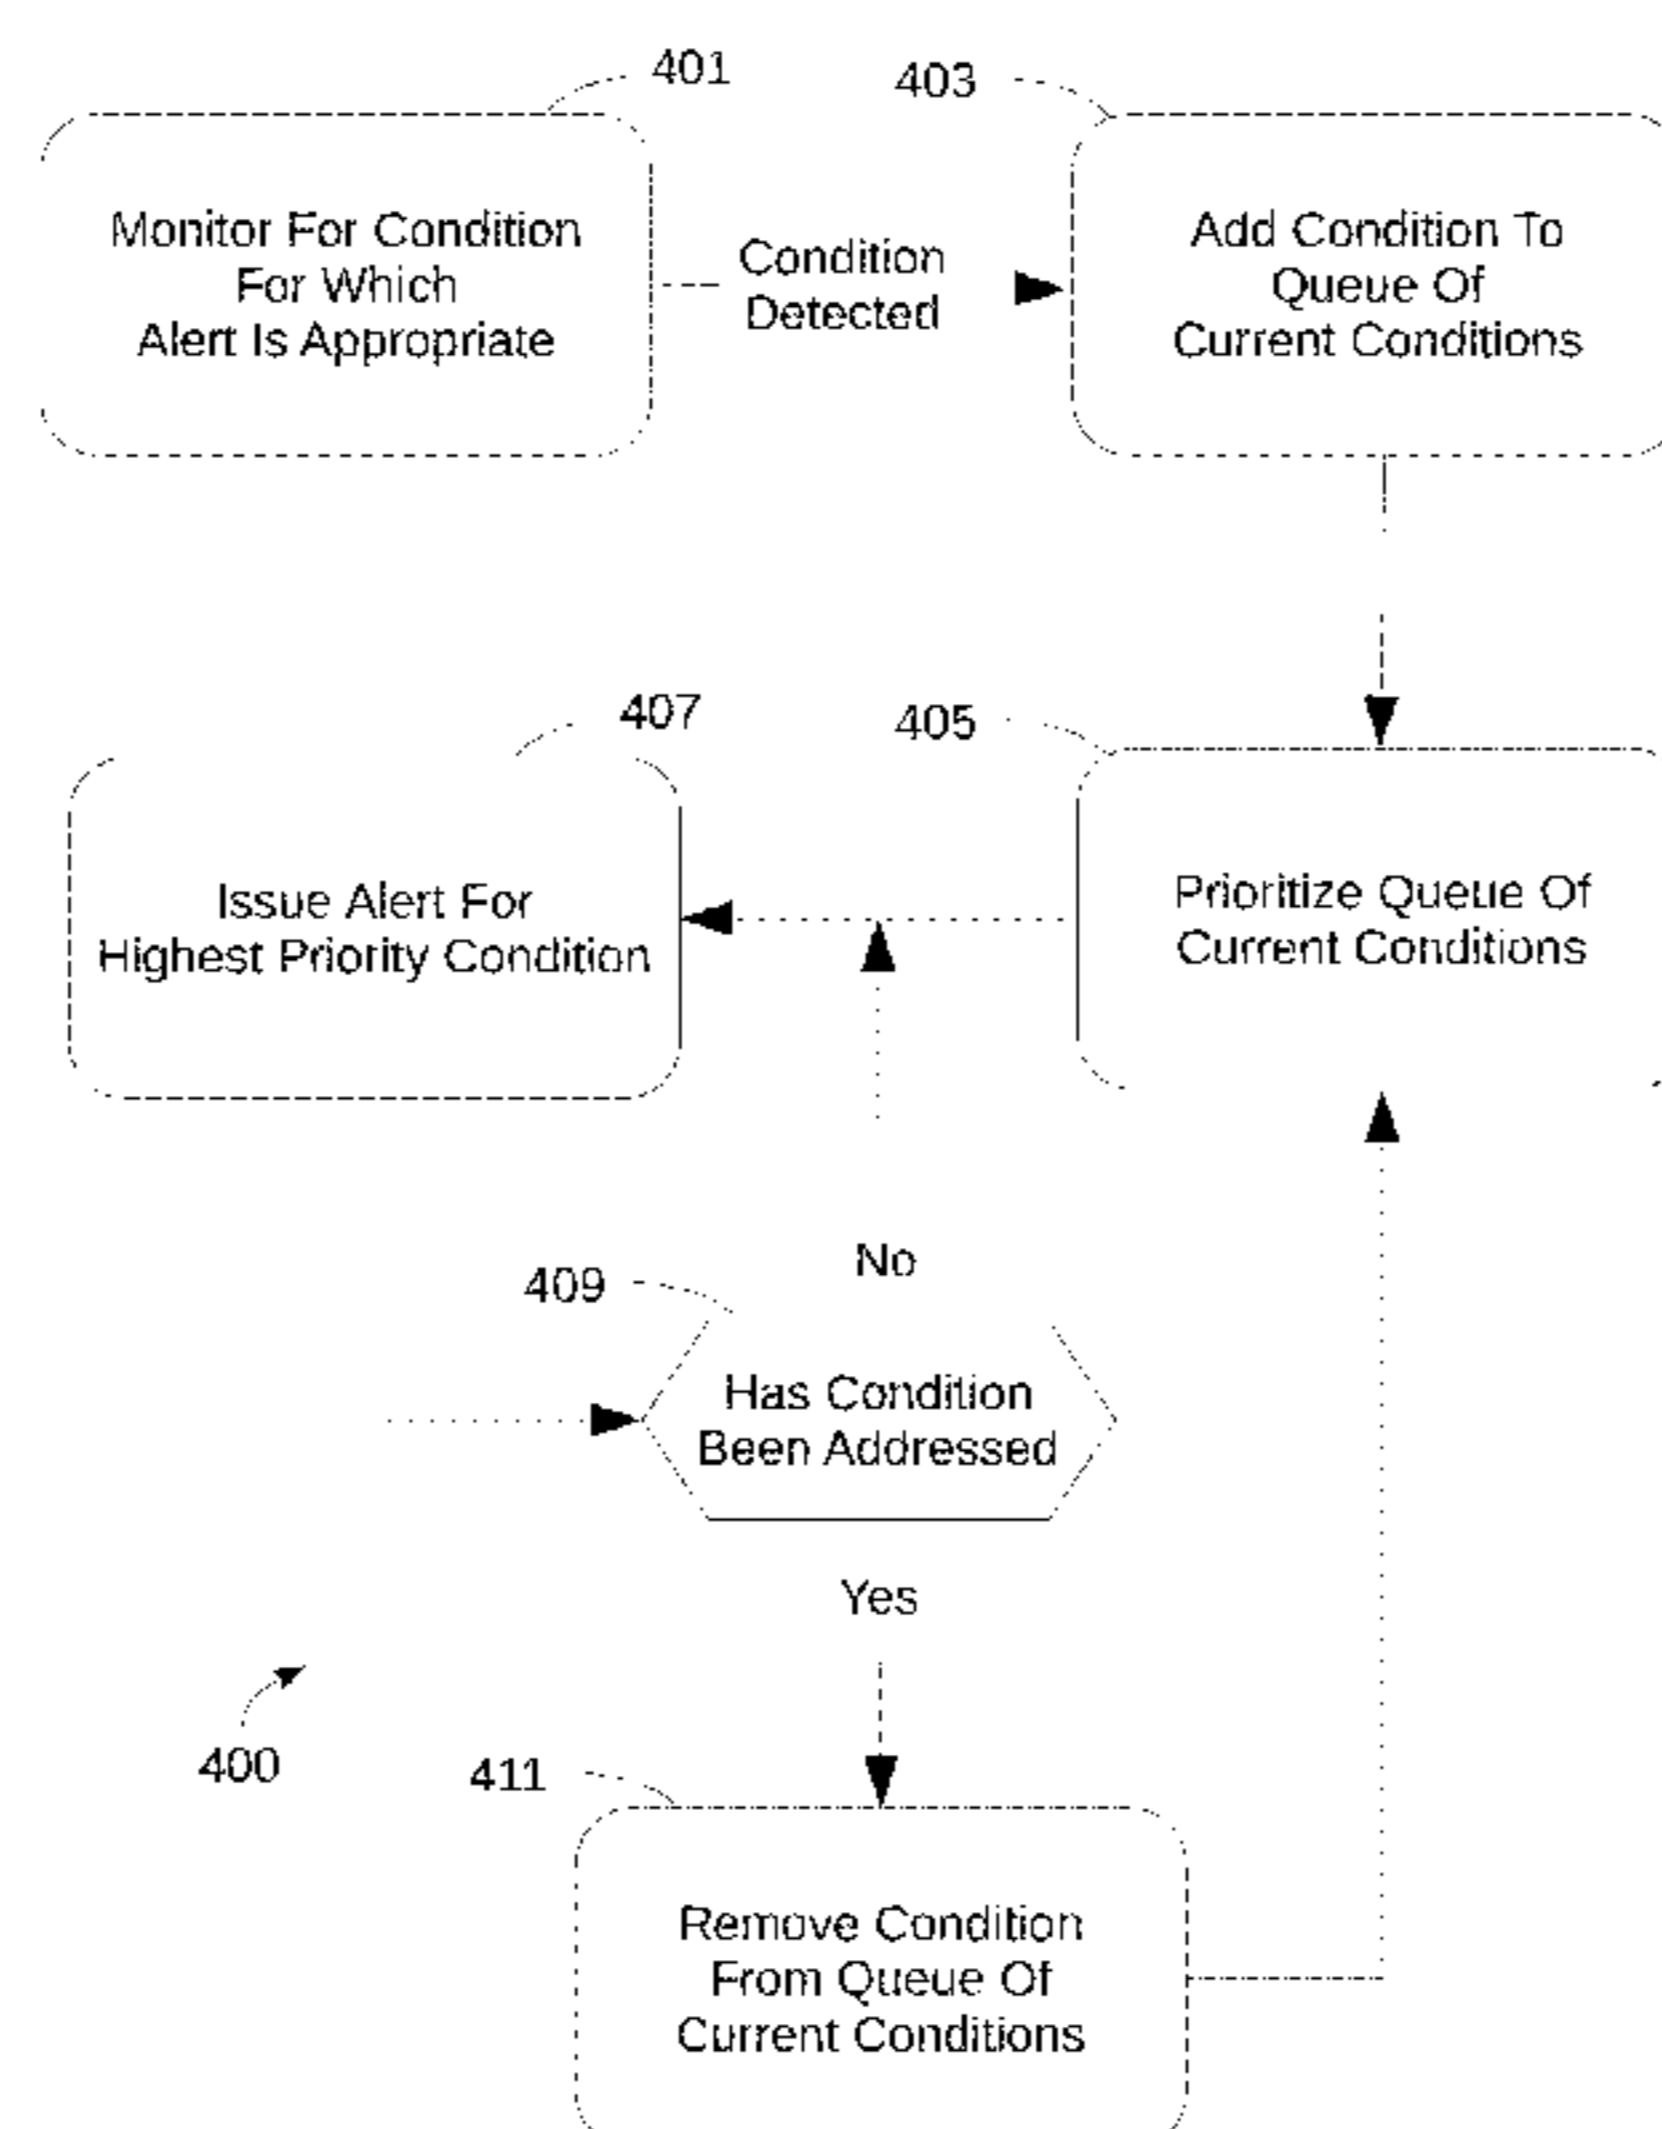 401
403
Monitor For Condition
For Which
Alert Is Appropriate
Condition
Detected
Add Condition To
Queue Of
Current Conditions
407
405
Issue Alert For
Highest Priority Condition
Prioritize Queue Of
Current Conditions
No
409
Has Condition
Been Addressed
Yes
400
411
Remove Condition
From Queue Of
Current Conditions